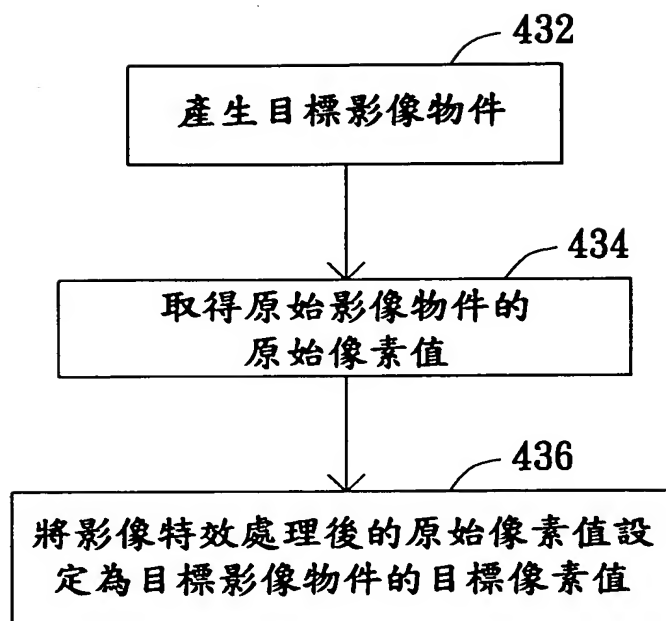 432
產生目標影像物件
434
取得原始影像物件的
原始像素值
436
將影像特效處理後的原始像素值設
定為目標影像物件的目標像素值